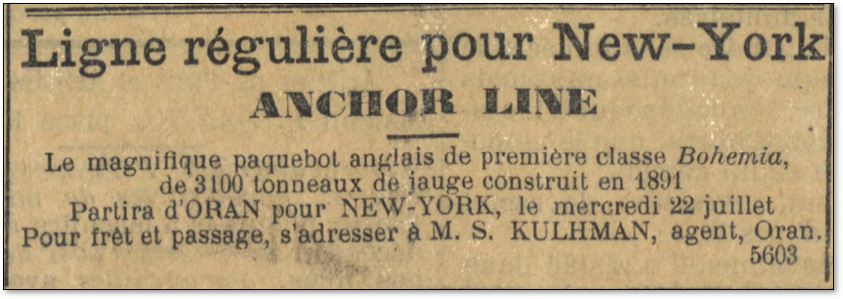 Ligne régulière pour New-York
ANCHOR LINE
Le magnifique paquebot anglais de première classe Bohemia,
de 3100 tonneaux de jauge construit en 1891
Partira d'ORAN pour NEW-YORK, le mercredi 22 juillet
Pour frêt et passage, s'adresser à M. S. KULHMAN, agent, Oran.
5603